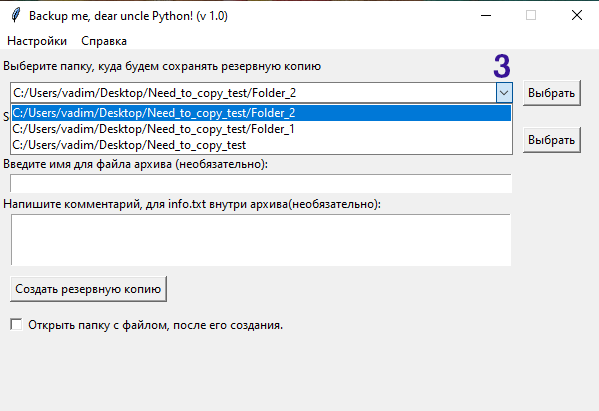 Backup me, dear uncle Python! (v 1.0)
Настройки Справка
Выберите папку, куда будем сохранять резервную копию
3
C:/Users/vadim/Desktop/Need_to_copy_test/Folder_2
Выбрать
C:/Users/vadim/Desktop/Need_to_copy_test/Folder_2
C:/Users/vadim/Desktop/Need_to_copy_test/Folder_1
C:/Users/vadim/Desktop/Need_to_copy_test
Выбрать
Введите имя для файла архива (необязательно):
Напишите комментарий, для info.txt внутри архива(необязательно):
Создать резервную копию
Открыть папку с файлом, после его создания.